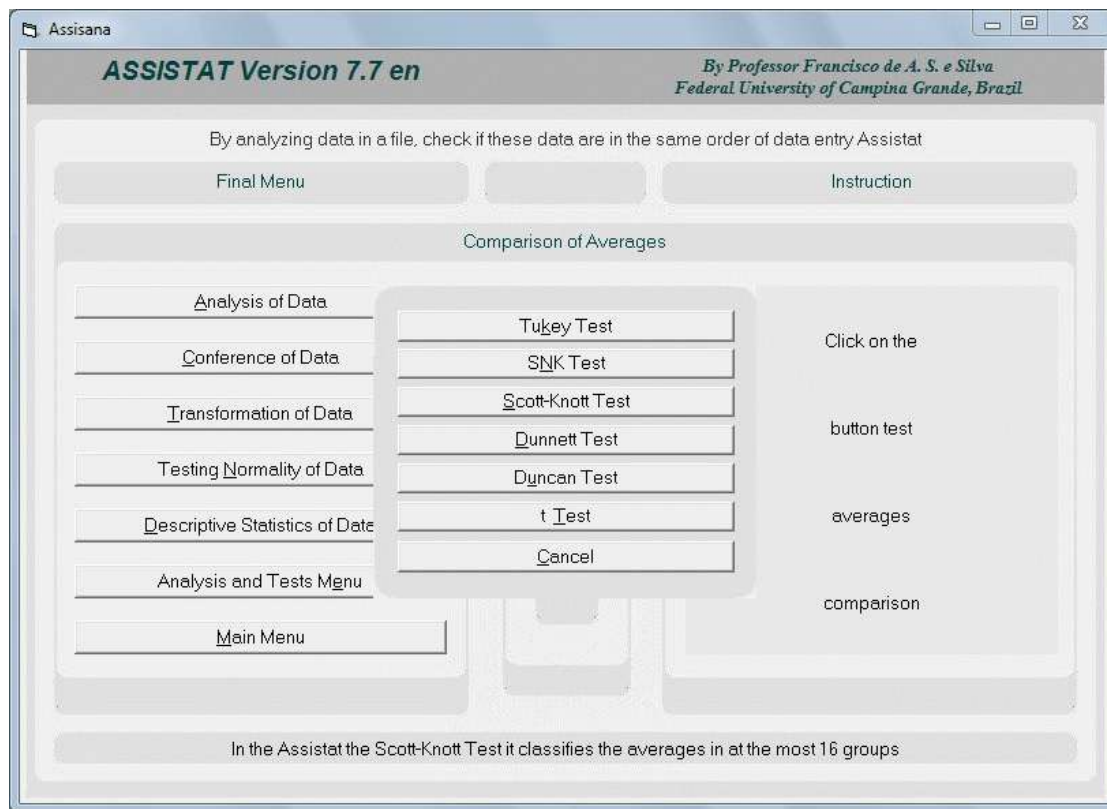 Assisana
ASSISTAT Version 7.7 en
By Professor Francisco de A. S. e Silva
Federal University of Campina Grande, Brazil
By analyzing data in a file, check if these data are in the same order of data entry Assistat
Final Menu
Instruction
Comparison of Averages
Analysis of Data
Conference of Data
Transformation of Data
Testing Normality of Data
Descriptive Statistics of Data
Analysis and Tests Menu
Main Menu
Tukey Test
SNK Test
Scott-Knott Test
Dunnett Test
Duncan Test
t Test
Cancel
Click on the
button test
averages
comparison
In the Assistat the Scott-Knott Test it classifies the averages in at the most 16 groups